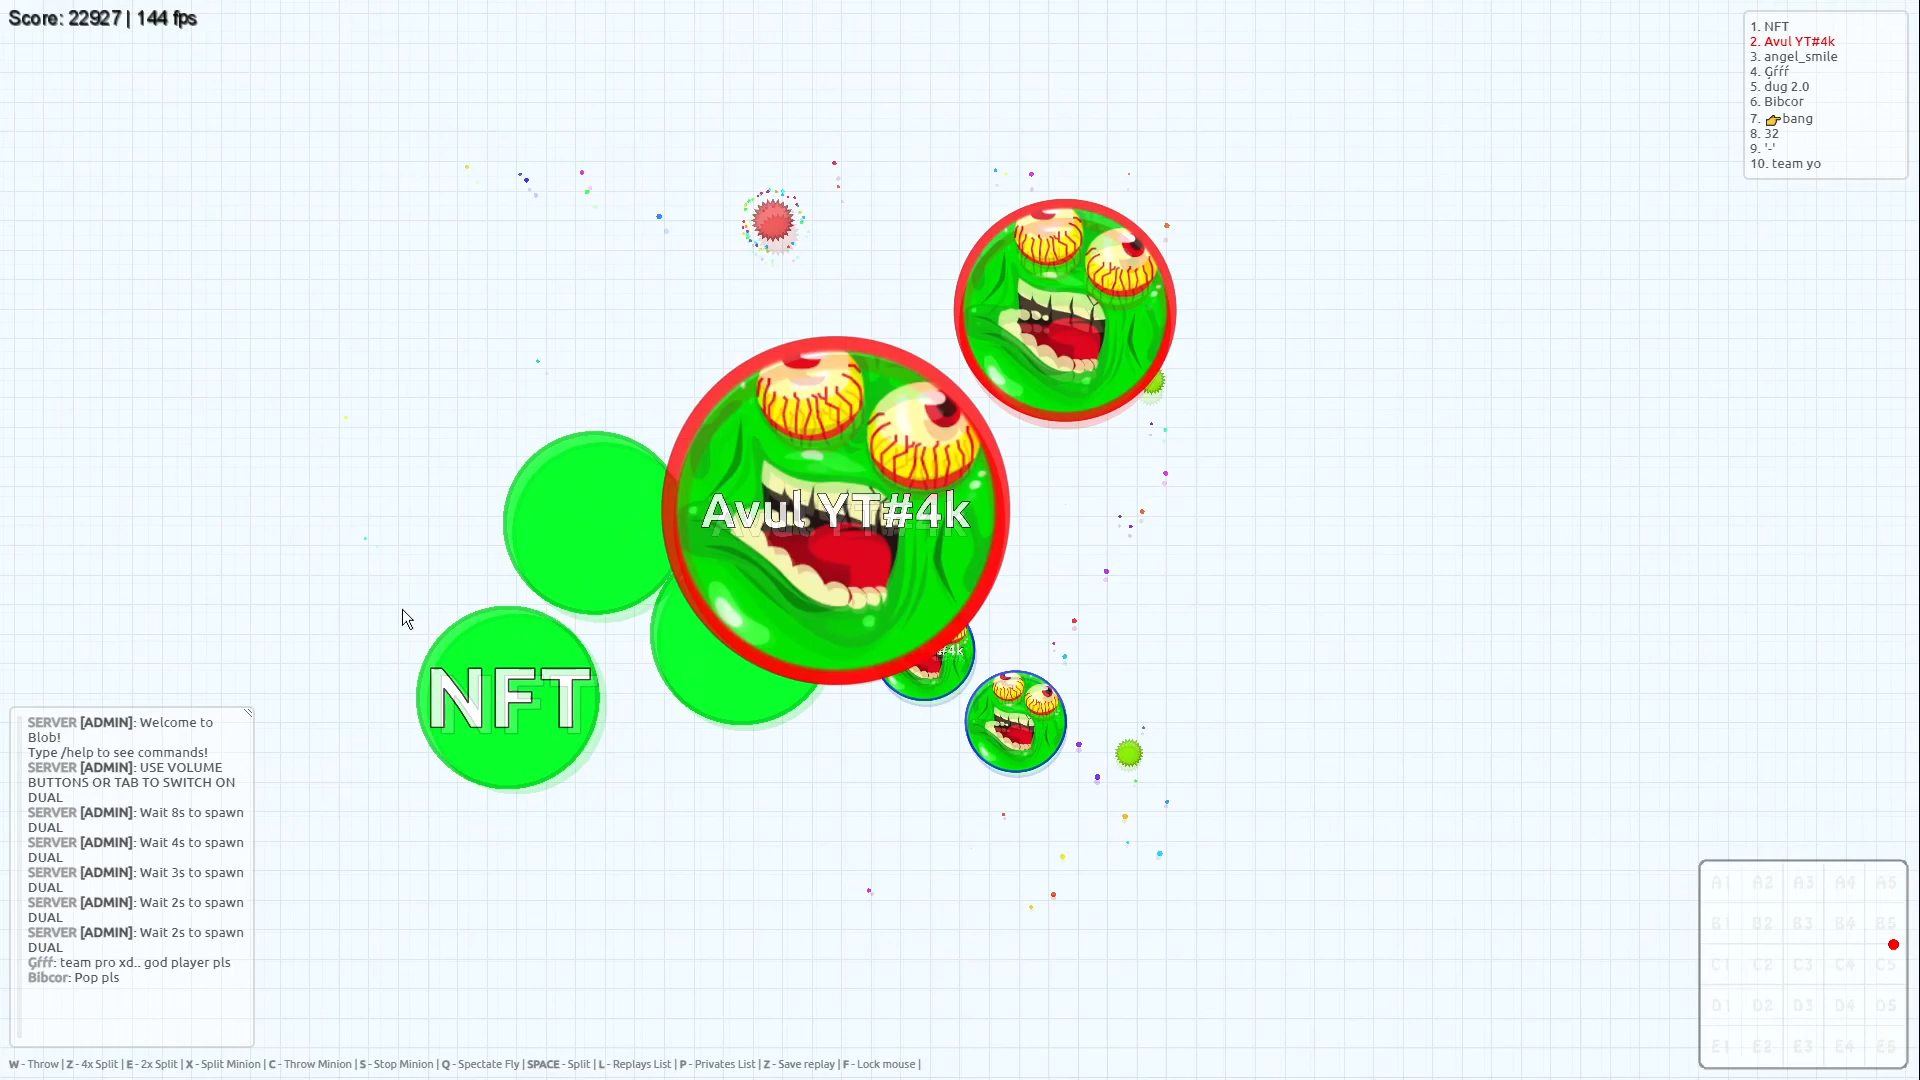 Score: 22927 | 144 fps
1. NFT
2. Avul YT#4k
3. angel_smile
4. Ģŕíŕ
5. dug 2.0
6. Bibcor
7. 👉bang
8. 32
9. '-'
10. team yo
Avul YT#4k
#4k
NFT
SERVER [ADMIN]: Welcome to
Blob!
Type /help to see commands!
SERVER [ADMIN]: USE VOLUME
BUTTONS OR TAB TO SWITCH ON
DUAL
SERVER [ADMIN]: Wait 8s to spawn
DUAL
SERVER [ADMIN]: Wait 4s to spawn
DUAL
SERVER [ADMIN]: Wait 3s to spawn
DUAL
SERVER [ADMIN]: Wait 2s to spawn
DUAL
SERVER [ADMIN]: Wait 2s to spawn
DUAL
team pro xd.. god player pls
Bibcor: Pop pls
A1 A2 A3 A4 A5
B1 B2 B3 B4 B5
C1 C2 C3 C4 C5
D1 D2 D3 D4 D5
E1 E2 E3 E4 E5
W - Throw | Z - 4x Split | E - 2x Split | X - Split Minion | C - Throw Minion | S - Stop Minion | Q - Spectate Fly | SPACE - Split | L - Replays List | P - Privates List | Z - Save replay | F - Lock mouse |